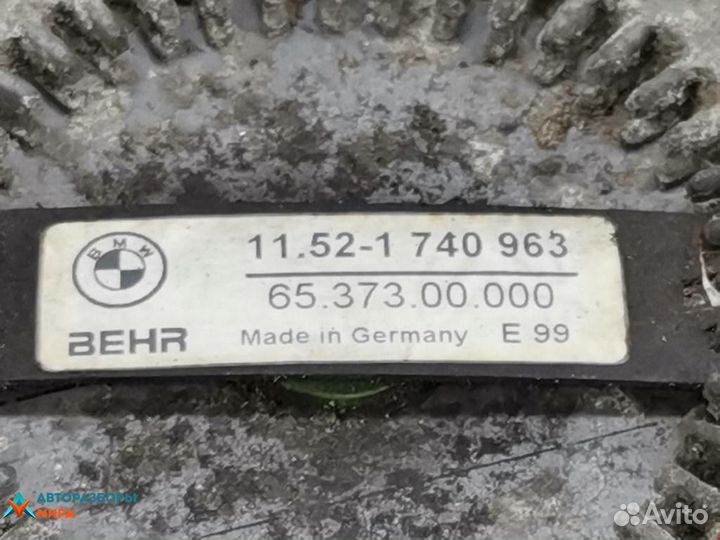 BMW
11.52-1 740 963
65.373.00.000
BEHR Made in Germany E 99
АВТОРАЗБОРЫ
МИРА
Avito